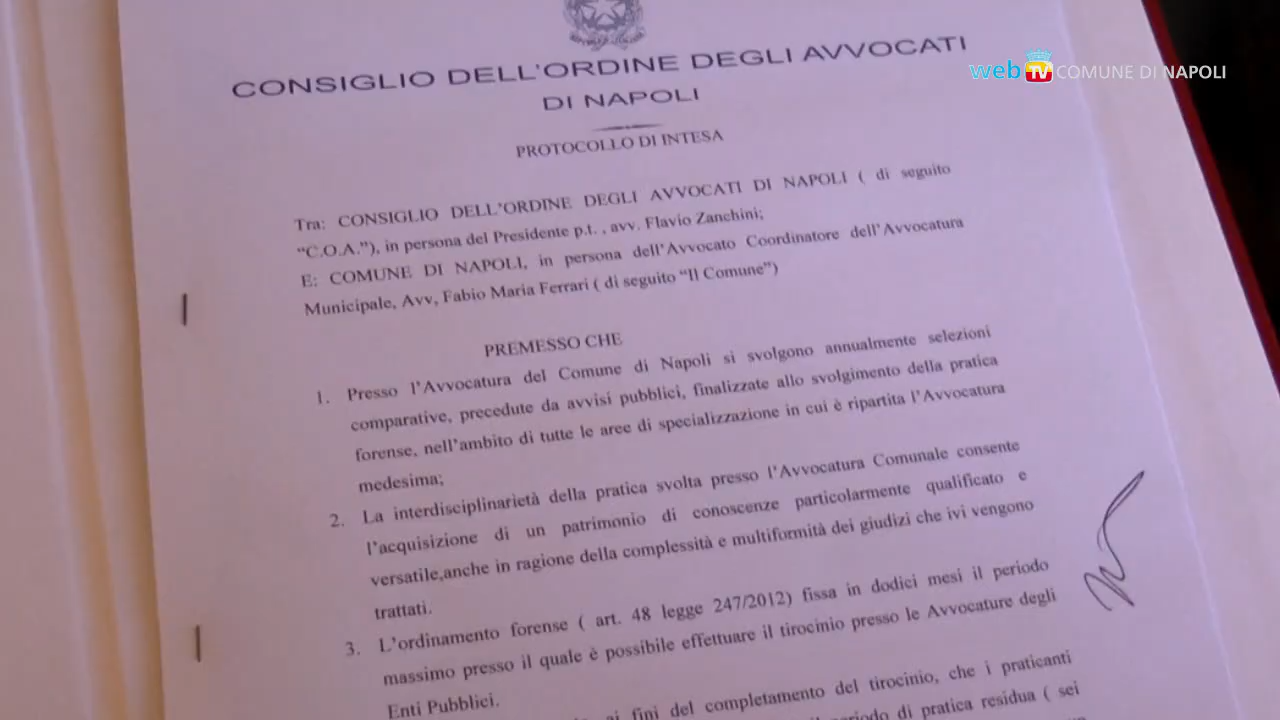 web TV COMUNE DI NAPOLI
CONSIGLIO DELL'ORDINE DEGLI AVVOCATI
DI NAPOLI
PROTOCOLLO DI INTESA
Tra: CONSIGLIO DELL'ORDINE DEGLI AVVOCATI DI NAPOLI ( di seguito
“C.O.A.”), in persona del Presidente p.t. , avv. Flavio Zanchini;
E: COMUNE DI NAPOLI, in persona dell'Avvocato Coordinatore dell'Avvocatura
Municipale, Avv, Fabio Maria Ferrari ( di seguito “Il Comune”)
PREMESSO CHE
1. Presso l'Avvocatura del Comune di Napoli si svolgono annualmente selezioni
comparative, precedute da avvisi pubblici, finalizzate allo svolgimento della pratica
forense, nell'ambito di tutte le aree di specializzazione in cui è ripartita l'Avvocatura
medesima;
2. La interdisciplinarietà della pratica svolta presso l'Avvocatura Comunale consente
l'acquisizione di un patrimonio di conoscenze particolarmente qualificato e
versatile,anche in ragione della complessità e multiformità dei giudizi che ivi vengono
trattati.
3. L'ordinamento forense ( art. 48 legge 247/2012) fissa in dodici mesi il periodo
massimo presso il quale è possibile effettuare il tirocinio presso le Avvocature degli
Enti Pubblici.
ai fini del completamento del tirocinio, che i praticanti
periodo di pratica residua ( sei